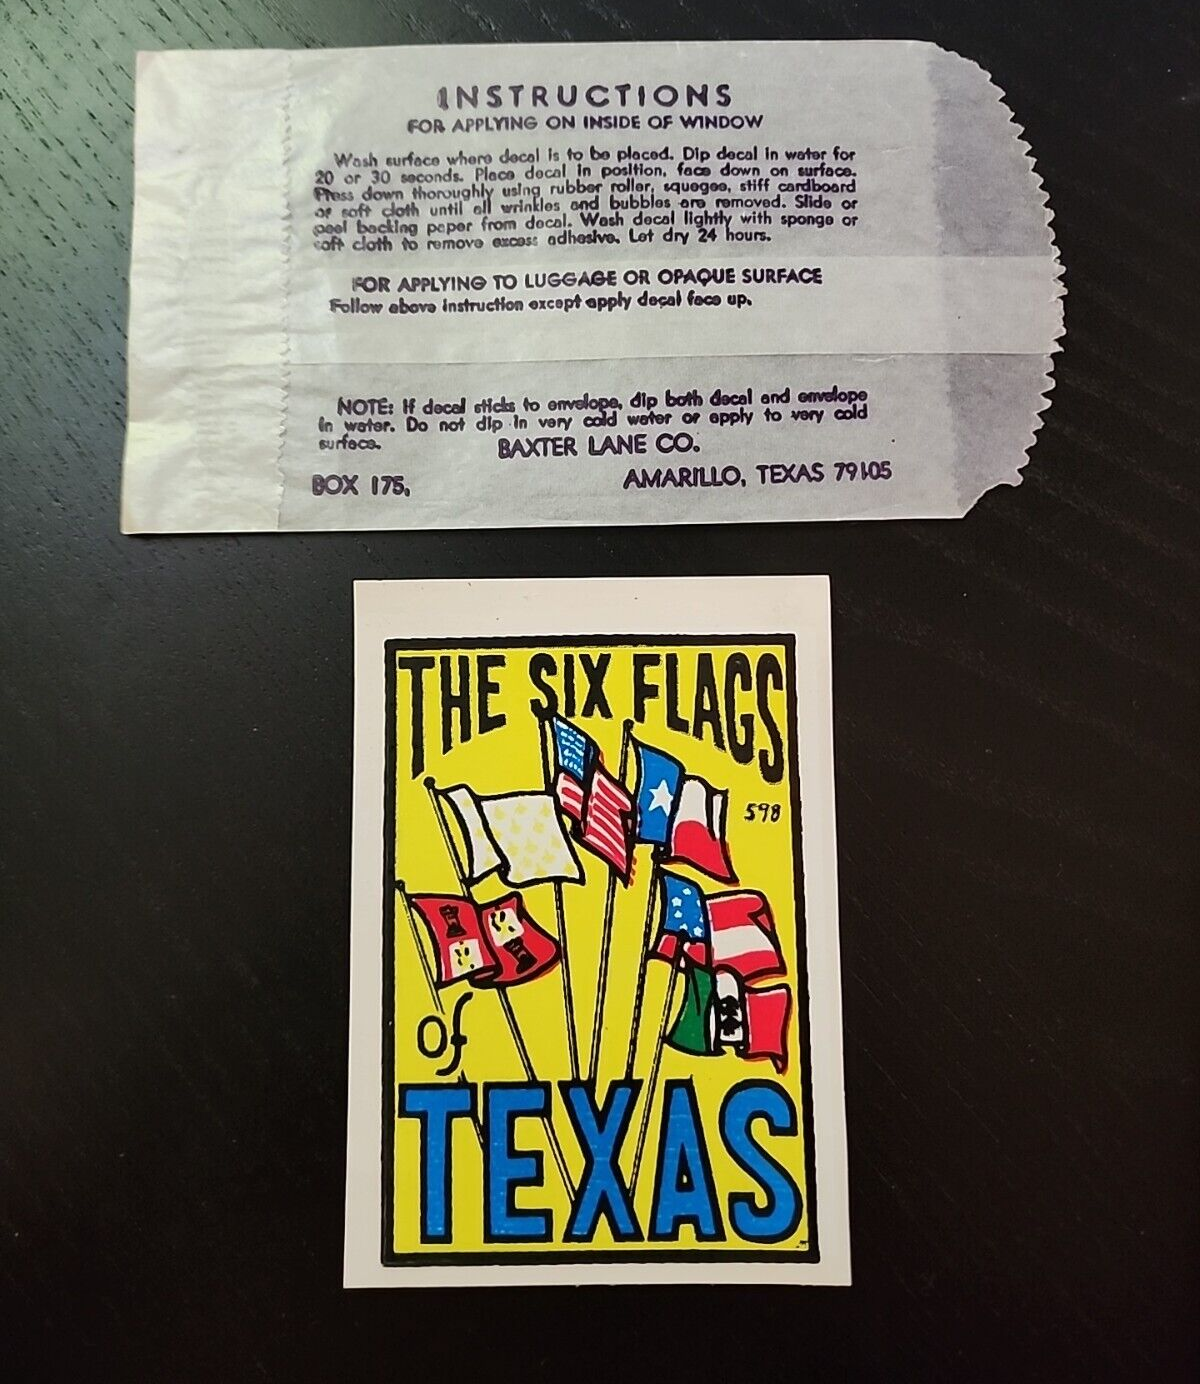 INSTRUCTIONS
FOR APPLYING ON INSIDE OF WINDOW
Wash surface where decal is to be placed. Dip decal in water for
20 or 30 seconds. Place decal in position, face down on surface.
Press down thoroughly using rubber roller, squegee, stiff cardboard
or soft cloth until all wrinkles and bubbles are removed. Slide or
peel backing paper from decal. Wash decal lightly with sponge or
soft cloth to remove excess adhesive. Let dry 24 hours.
FOR APPLYING TO LUGGAGE OR OPAQUE SURFACE
Follow above instruction except apply decal face up.
NOTE: If decal sticks to envelope, dip both decal and envelope
in water. Do not dip in very cold water or apply to very cold
surface.
BAXTER LANE CO.
BOX 175, AMARILLO, TEXAS 79105
THE SIX FLAGS
598
of
TEXAS